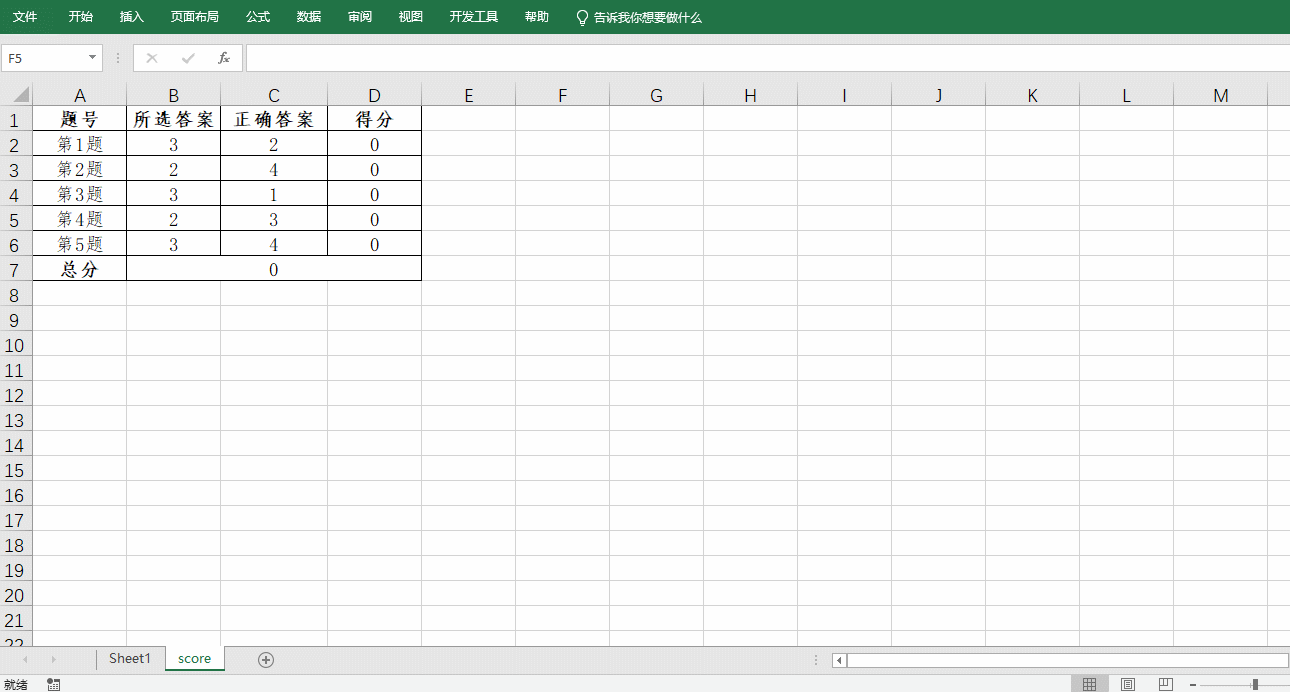 文件 开始 插入 页面布局 公式 数据 审阅 视图 开发工具 帮助 告诉我你想要做什么
F5 fx
A B C D E F G H I J K L M
1 题号 所选答案 正确答案 得分
2 第1题 3 2 0
3 第2题 2 4 0
4 第3题 3 1 0
5 第4题 2 3 0
6 第5题 3 4 0
7 总分 0
8
9
10
11
12
13
14
15
16
17
18
19
20
21
22
Sheet1 score
就绪